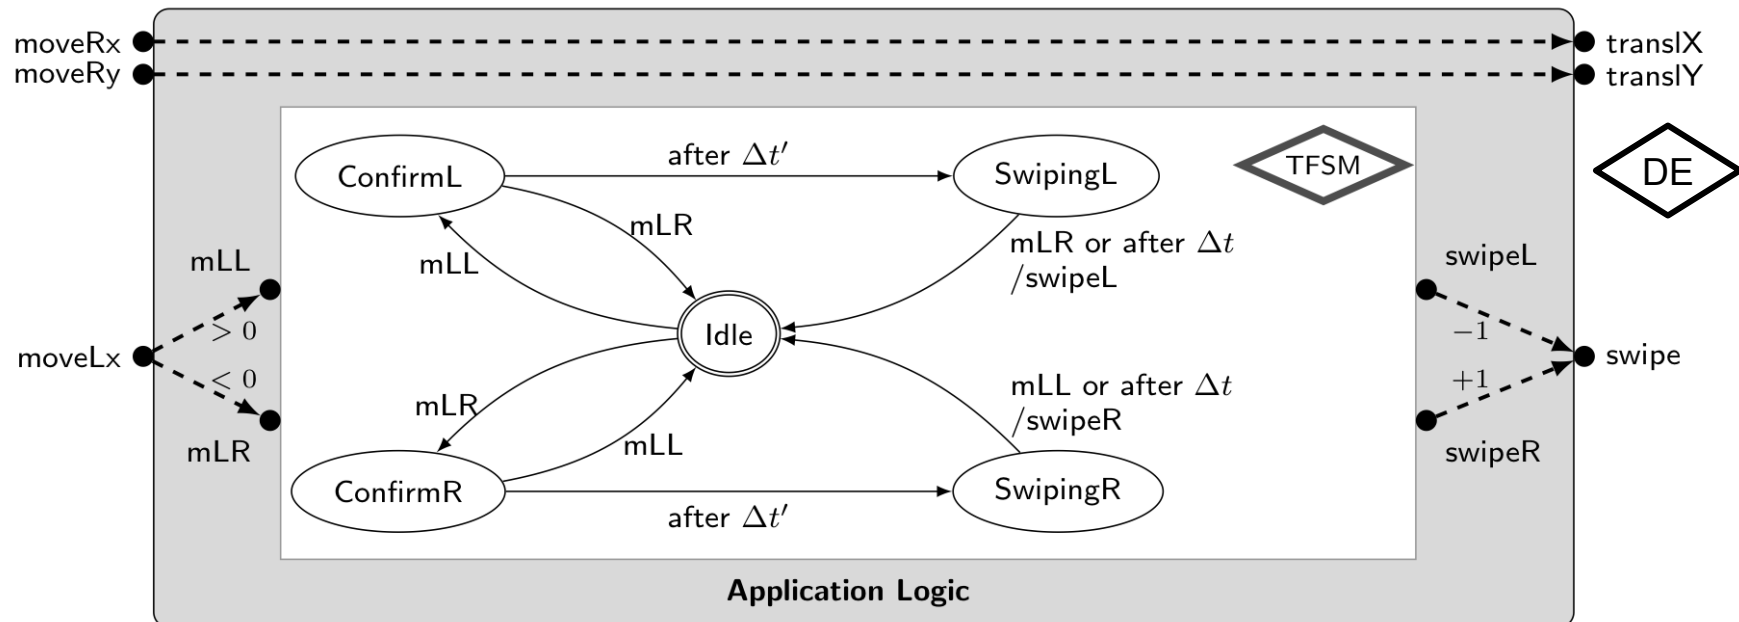 moveRx
translX
moveRy
translY
ConfirmL
after Δt′
SwipingL
TFSM
DE
mLR
mLL
mLR or after Δt
/swipeL
mLL
swipeL
> 0
Idle
−1
moveLx
swipe
< 0
+1
mLR
mLL or after Δt
/swipeR
mLL
mLR
swipeR
ConfirmR
SwipingR
after Δt′
Application Logic